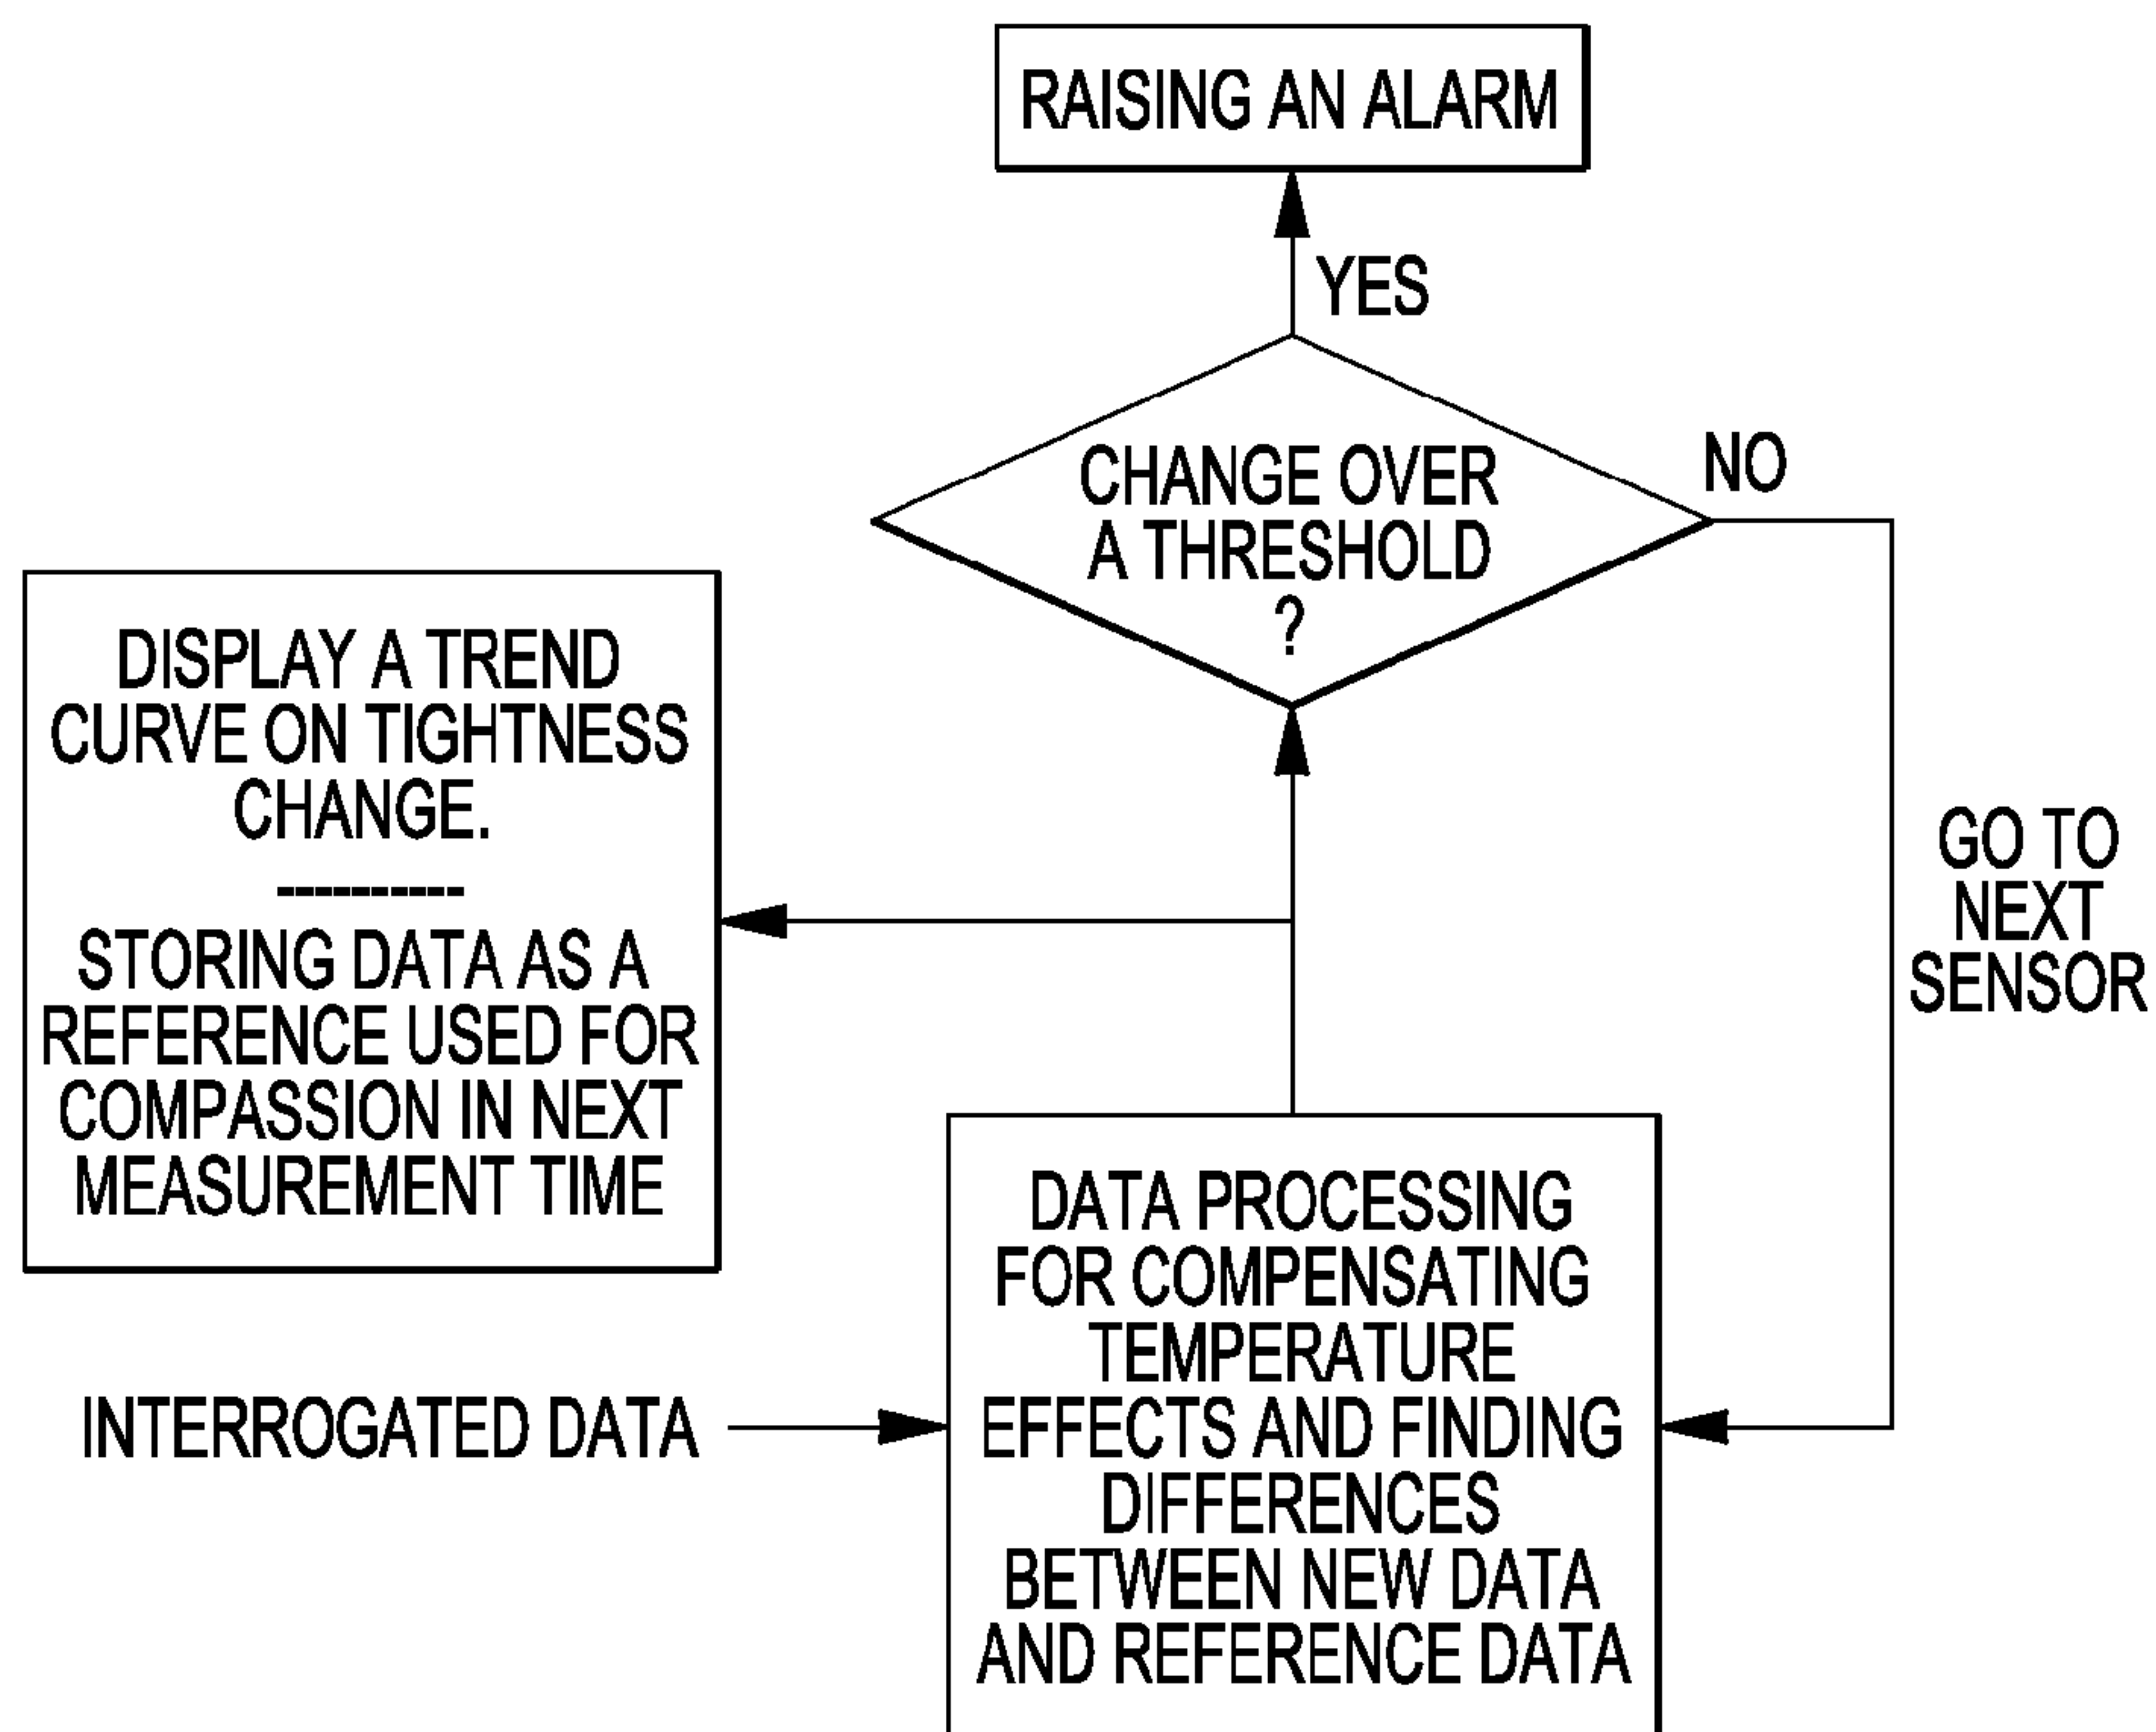 RAISING AN ALARM
YES
CHANGE OVER
A THRESHOLD
?
NO
DISPLAY A TREND
CURVE ON TIGHTNESS
CHANGE.
----------
STORING DATA AS A
REFERENCE USED FOR
COMPASSION IN NEXT
MEASUREMENT TIME
GO TO
NEXT
SENSOR
INTERROGATED DATA
DATA PROCESSING
FOR COMPENSATING
TEMPERATURE
EFFECTS AND FINDING
DIFFERENCES
BETWEEN NEW DATA
AND REFERENCE DATA